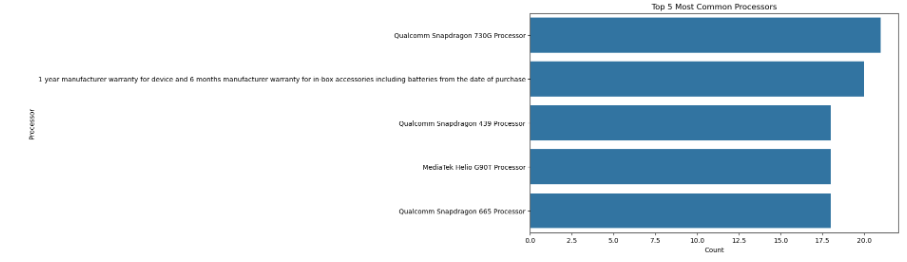 Top 5 Most Common Processors
Qualcomm Snapdragon 730G Processor
1 year manufacturer warranty for device and 6 months manufacturer warranty for in-box accessories including batteries from the date of purchase
Qualcomm Snapdragon 439 Processor
MediaTek Helio G90T Processor
Qualcomm Snapdragon 665 Processor
Processor
0.0 2.5 5.0 7.5 10.0 12.5 15.0 17.5 20.0
Count